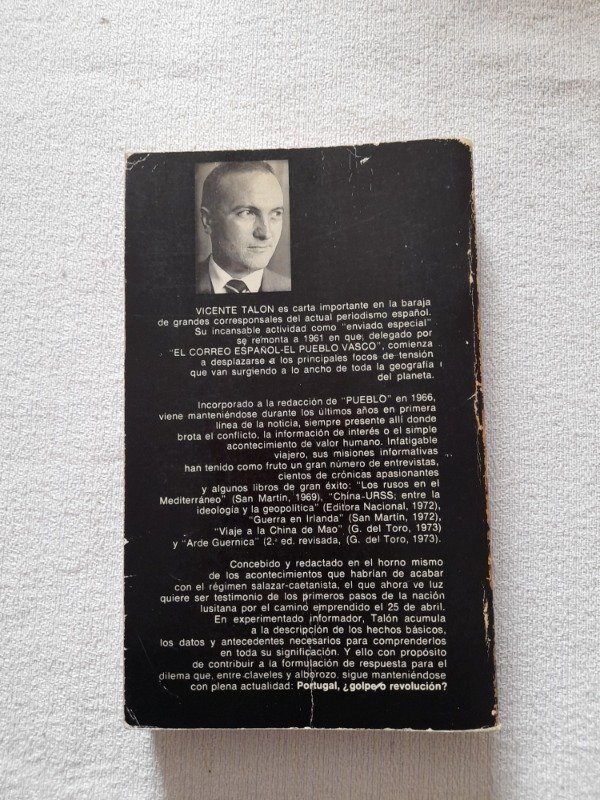 VICENTE TALON es carta importante en la baraja
de grandes corresponsales del actual periodismo español.
Su incansable actividad como "enviado especial"
se remonta a 1961 en que, delegado por
"EL CORREO ESPAÑOL-EL PUEBLO VASCO", comienza
a desplazarse a los principales focos de tensión
que van surgiendo a lo ancho de toda la geografía
del planeta.
Incorporado a la redacción de "PUEBLO" en 1966,
viene manteniéndose durante los últimos años en primera
línea de la noticia, siempre presente allí donde
brota el conflicto, la información de interés o el simple
acontecimiento de valor humano. Infatigable
viajero, sus misiones informativas
han tenido como fruto un gran número de entrevistas,
cientos de crónicas apasionantes
y algunos libros de gran éxito: "Los rusos en el
Mediterráneo" (San Martín, 1969), "China-URSS; entre la
ideología y la geopolítica" (Editora Nacional, 1972),
"Guerra en Irlanda" (San Martín, 1972),
"Viaje a la China de Mao" (G. del Toro, 1973)
y "Arde Guernica" (2.ª ed. revisada, (G. del Toro, 1973).
Concebido y redactado en el horno mismo
de los acontecimientos que habrían de acabar
con el régimen salazar-caetanista, el que ahora ve luz
quiere ser testimonio de los primeros pasos de la nación
lusitana por el camino emprendido el 25 de abril.
En experimentado informador, Talón acumula
a la descripción de los hechos básicos,
los datos y antecedentes necesarios para comprenderlos
en toda su significación. Y ello con propósito
de contribuir a la formulación de respuesta para el
dilema que, entre claveles y alborozo, sigue manteniéndose
con plena actualidad: Portugal, ¿golpe o revolución?